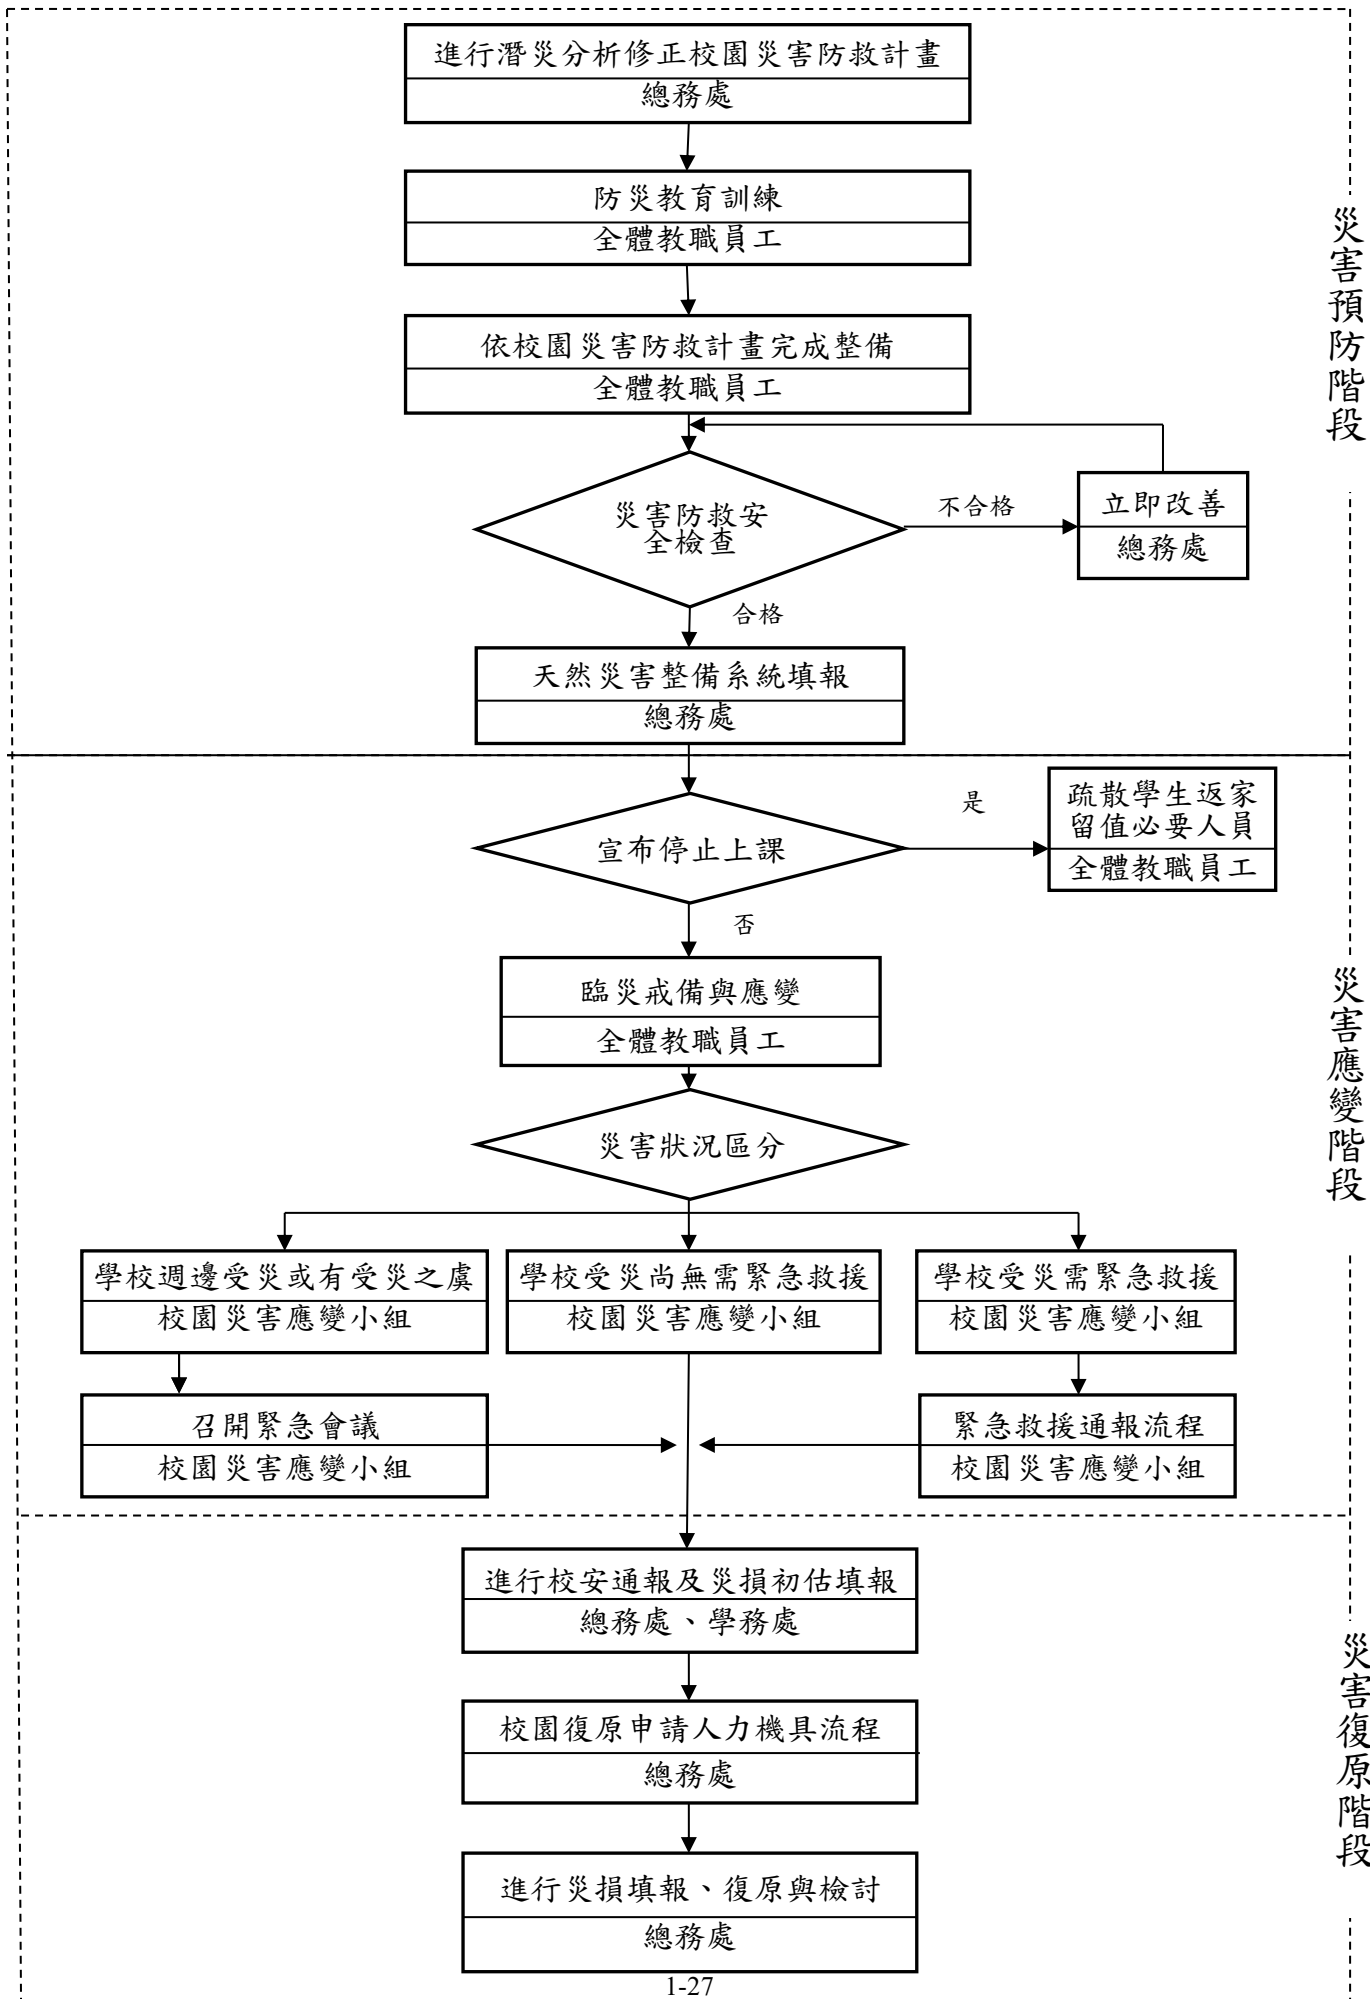 進行潛災分析修正校園災害防救計畫
總務處
防災教育訓練
全體教職員工
依校園災害防救計畫完成整備
全體教職員工
災害預防階段
災害防救安
全檢查
不合格
立即改善
總務處
合格
天然災害整備系統填報
總務處
宣布停止上課
是
疏散學生返家
留值必要人員
全體教職員工
否
臨災戒備與應變
全體教職員工
災害應變階段
災害狀況區分
學校週邊受災或有受災之虞
校園災害應變小組
學校受災尚無需緊急救援
校園災害應變小組
學校受災需緊急救援
校園災害應變小組
召開緊急會議
校園災害應變小組
緊急救援通報流程
校園災害應變小組
進行校安通報及災損初估填報
總務處、學務處
校園復原申請人力機具流程
總務處
災害復原階段
進行災損填報、復原與檢討
總務處
1-27